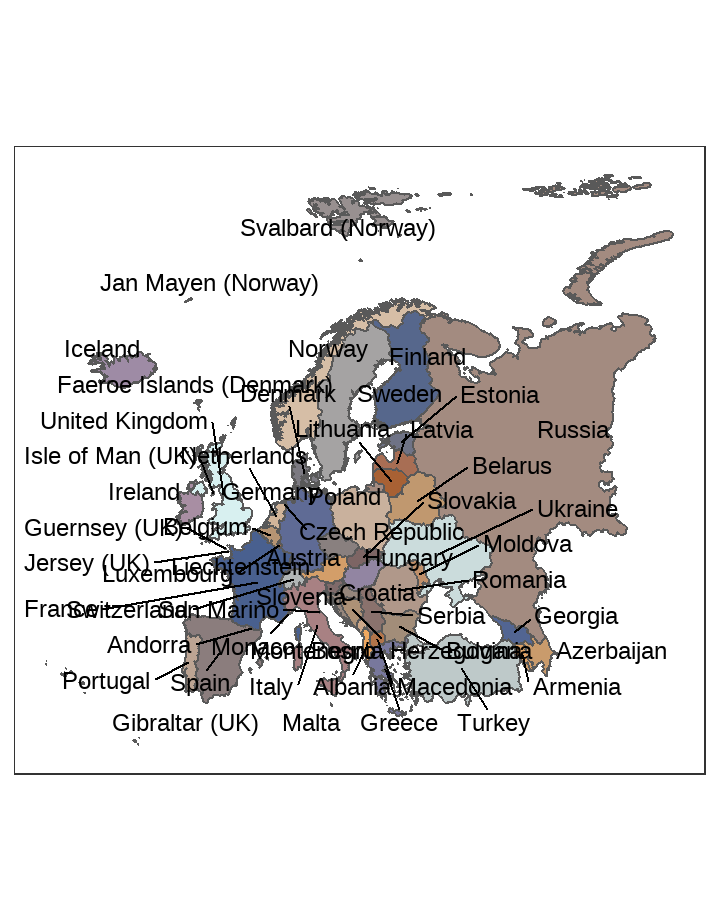 Svalbard (Norway)
Jan Mayen (Norway)
Iceland
Norway
Finland
Faeroe Islands (Denmark)
Denmark
Sweden
Estonia
United Kingdom
Lithuania
Latvia
Russia
Isle of Man (UK)
Netherlands
Belarus
Ireland
Germany
Poland
Slovakia
Ukraine
Guernsey (UK)
Belgium
Czech Republic
Moldova
Jersey (UK)
Luxembourg
Liechtenstein
Austria
Hungary
Romania
France
Switzerland
San Marino
Slovenia
Croatia
Serbia
Georgia
Andorra
Monaco
Montenegro
Bosnia Herzegovina
Bulgaria
Azerbaijan
Portugal
Spain
Italy
Albania
Macedonia
Armenia
Gibraltar (UK)
Malta
Greece
Turkey